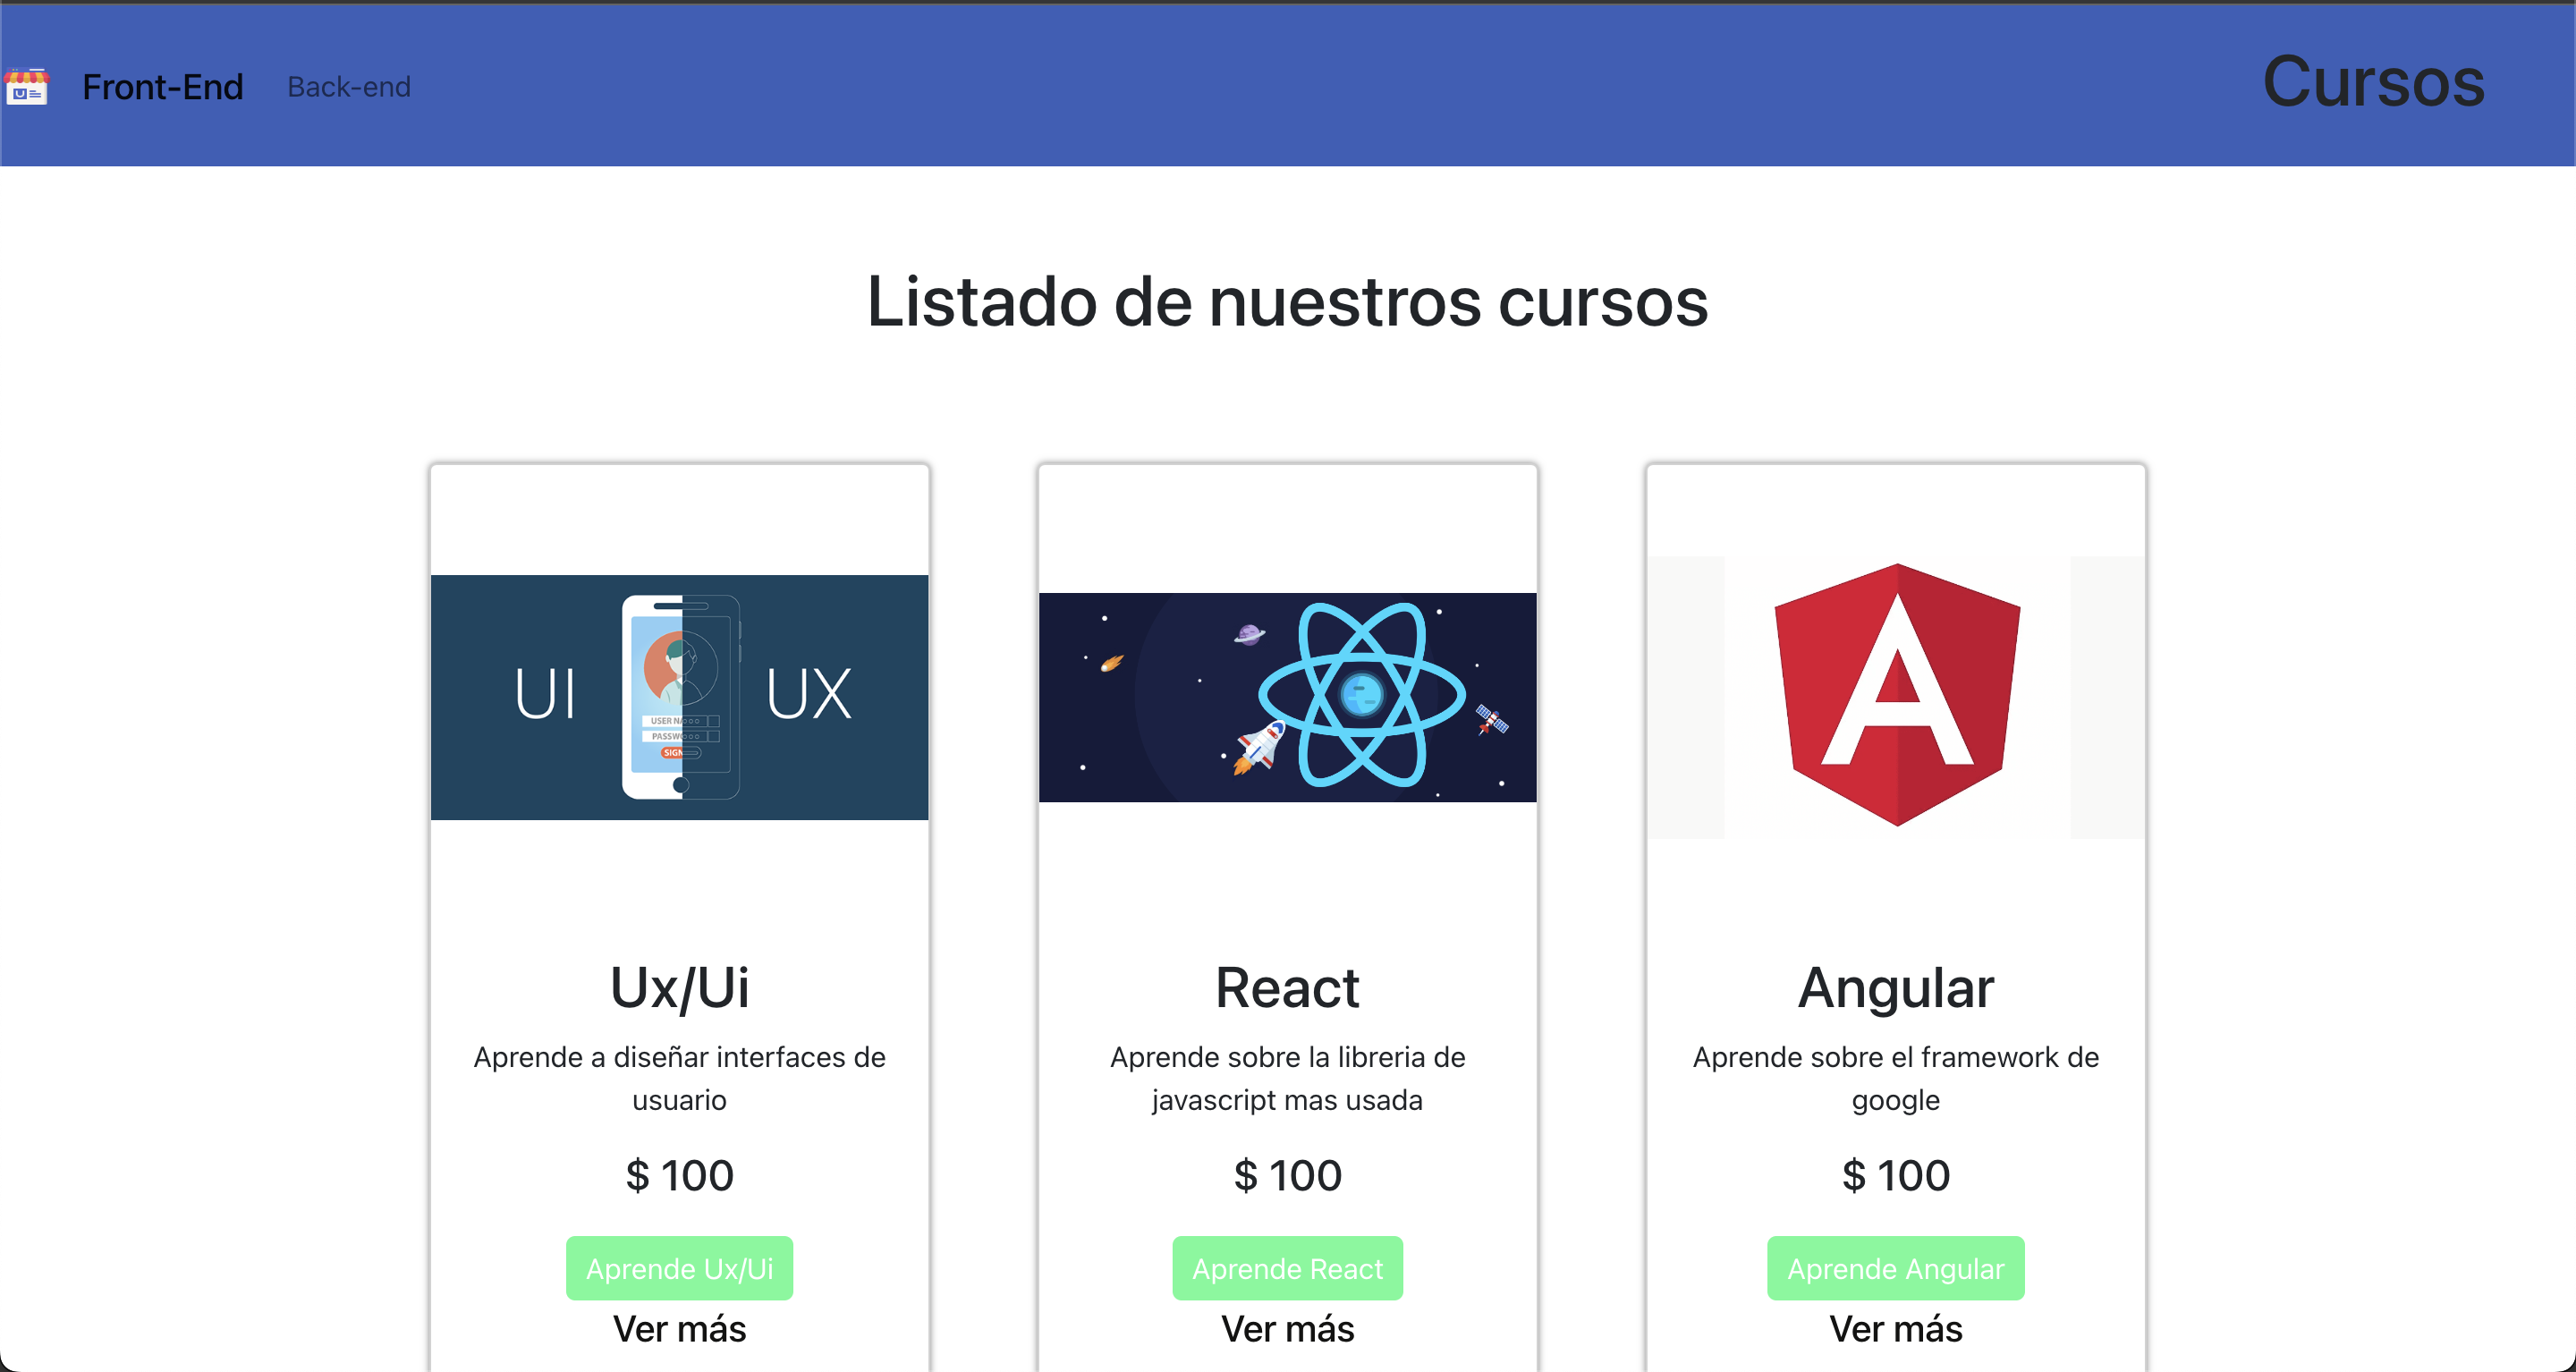 Front-End Back-end Cursos
Listado de nuestros cursos
UI UX
USER NA
PASSWO
SIGN
Ux/Ui
Aprende a diseñar interfaces de
usuario
$ 100
Aprende Ux/Ui
Ver más
React
Aprende sobre la libreria de
javascript mas usada
$ 100
Aprende React
Ver más
A
Angular
Aprende sobre el framework de
google
$ 100
Aprende Angular
Ver más